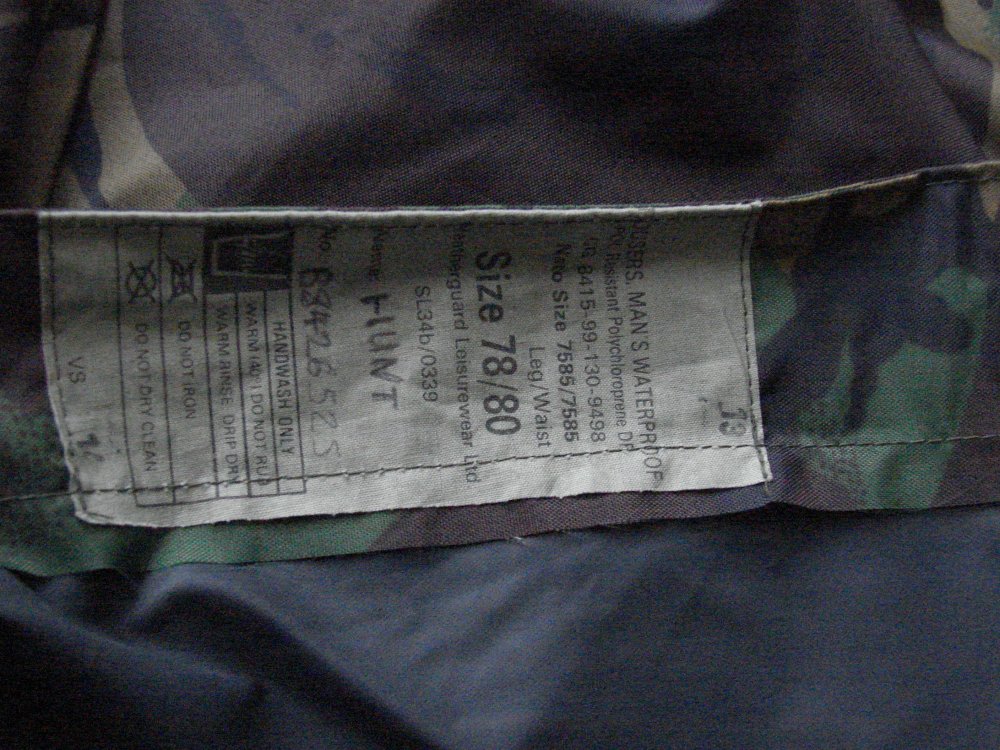 13
USERS. MAN'S WATERPROOF
Resistant Polychloroprene DP
8415-99-130-9498
Nato Size 7585/7585
Leg/Waist
Size 78/80
Leisurewear Ltd
SL34b/0339
Name HUNT
No.
HANDWASH ONLY
WARM (40°) DO NOT RUB
WARM RINSE DRIP DRY
DO NOT IRON
DO NOT DRY CLEAN
VS